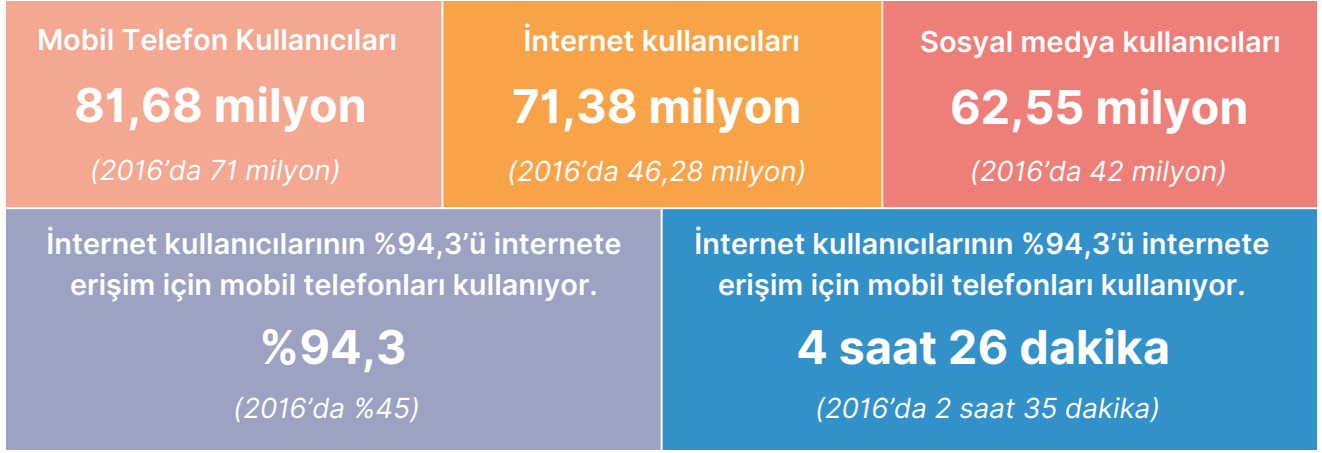 Mobil Telefon Kullanıcıları
81,68 milyon
(2016’da 71 milyon)
İnternet kullanıcıları
71,38 milyon
(2016’da 46,28 milyon)
Sosyal medya kullanıcıları
62,55 milyon
(2016’da 42 milyon)
İnternet kullanıcılarının %94,3’ü internete
erişim için mobil telefonları kullanıyor.
%94,3
(2016’da %45)
İnternet kullanıcılarının %94,3’ü internete
erişim için mobil telefonları kullanıyor.
4 saat 26 dakika
(2016’da 2 saat 35 dakika)